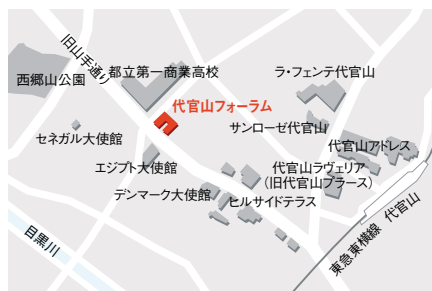 旧山手通り
西郷山公園
都立第一商業高校
ラ・フェンテ代官山
代官山フォーラム
サンローゼ代官山
セネガル大使館
代官山アドレス
エジプト大使館
代官山ラヴェリア
(旧代官山プラース)
デンマーク大使館
ヒルサイドテラス
目黒川
東急東横線 代官山